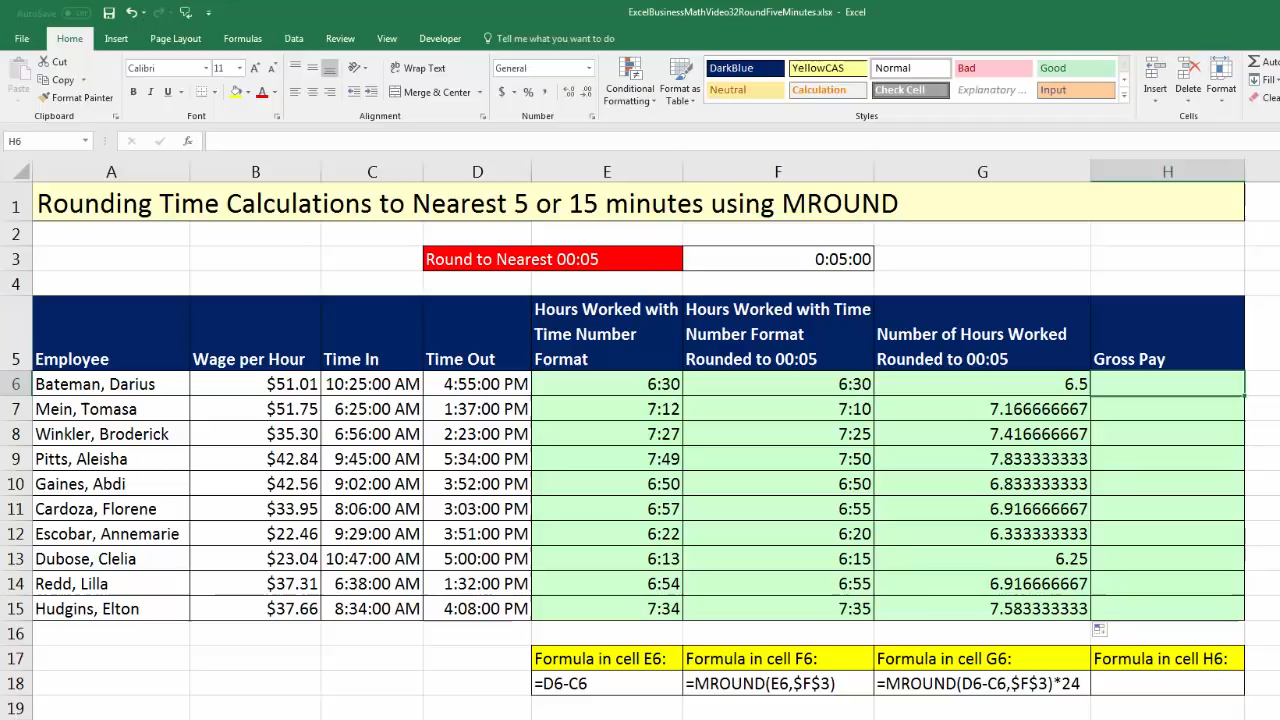 AutoSave Off
ExcelBusinessMathVideo32RoundFiveMinutes.xlsx - Excel
File Home Insert Page Layout Formulas Data Review View Developer Tell me what you want to do
Paste Cut Copy Format Painter
Calibri 11 B I U
Wrap Text Merge & Center
General $ % ,
Conditional Formatting Format as Table
DarkBlue YellowCAS Normal Bad Good
Neutral Calculation Check Cell Explanatory ... Input
Insert Delete Format
Auto
Fill
Clea
Clipboard Font Alignment Number Styles Cells
H6 fx
A B C D E F G H
1 Rounding Time Calculations to Nearest 5 or 15 minutes using MROUND
2
3 Round to Nearest 00:05 0:05:00
4
5 Employee Wage per Hour Time In Time Out Hours Worked with Time Number Format Hours Worked with Time Number Format Rounded to 00:05 Number of Hours Worked Rounded to 00:05 Gross Pay
6 Bateman, Darius $51.01 10:25:00 AM 4:55:00 PM 6:30 6:30 6.5
7 Mein, Tomasa $51.75 6:25:00 AM 1:37:00 PM 7:12 7:10 7.166666667
8 Winkler, Broderick $35.30 6:56:00 AM 2:23:00 PM 7:27 7:25 7.416666667
9 Pitts, Aleisha $42.84 9:45:00 AM 5:34:00 PM 7:49 7:50 7.833333333
10 Gaines, Abdi $42.56 9:02:00 AM 3:52:00 PM 6:50 6:50 6.833333333
11 Cardoza, Florene $33.95 8:06:00 AM 3:03:00 PM 6:57 6:55 6.916666667
12 Escobar, Annemarie $22.46 9:29:00 AM 3:51:00 PM 6:22 6:20 6.333333333
13 Dubose, Clelia $23.04 10:47:00 AM 5:00:00 PM 6:13 6:15 6.25
14 Redd, Lilla $37.31 6:38:00 AM 1:32:00 PM 6:54 6:55 6.916666667
15 Hudgins, Elton $37.66 8:34:00 AM 4:08:00 PM 7:34 7:35 7.583333333
16
17 Formula in cell E6: Formula in cell F6: Formula in cell G6: Formula in cell H6:
18 =D6-C6 =MROUND(E6,$F$3) =MROUND(D6-C6,$F$3)*24
19